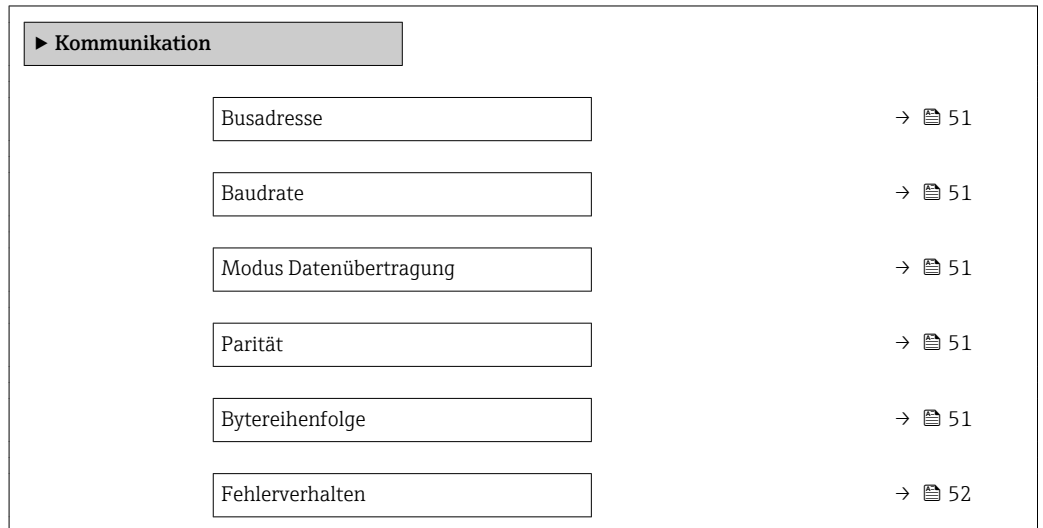 ▶ Kommunikation
Busadresse → 🖹 51
Baudrate → 🖹 51
Modus Datenübertragung → 🖹 51
Parität → 🖹 51
Bytereihenfolge → 🖹 51
Fehlerverhalten → 🖹 52